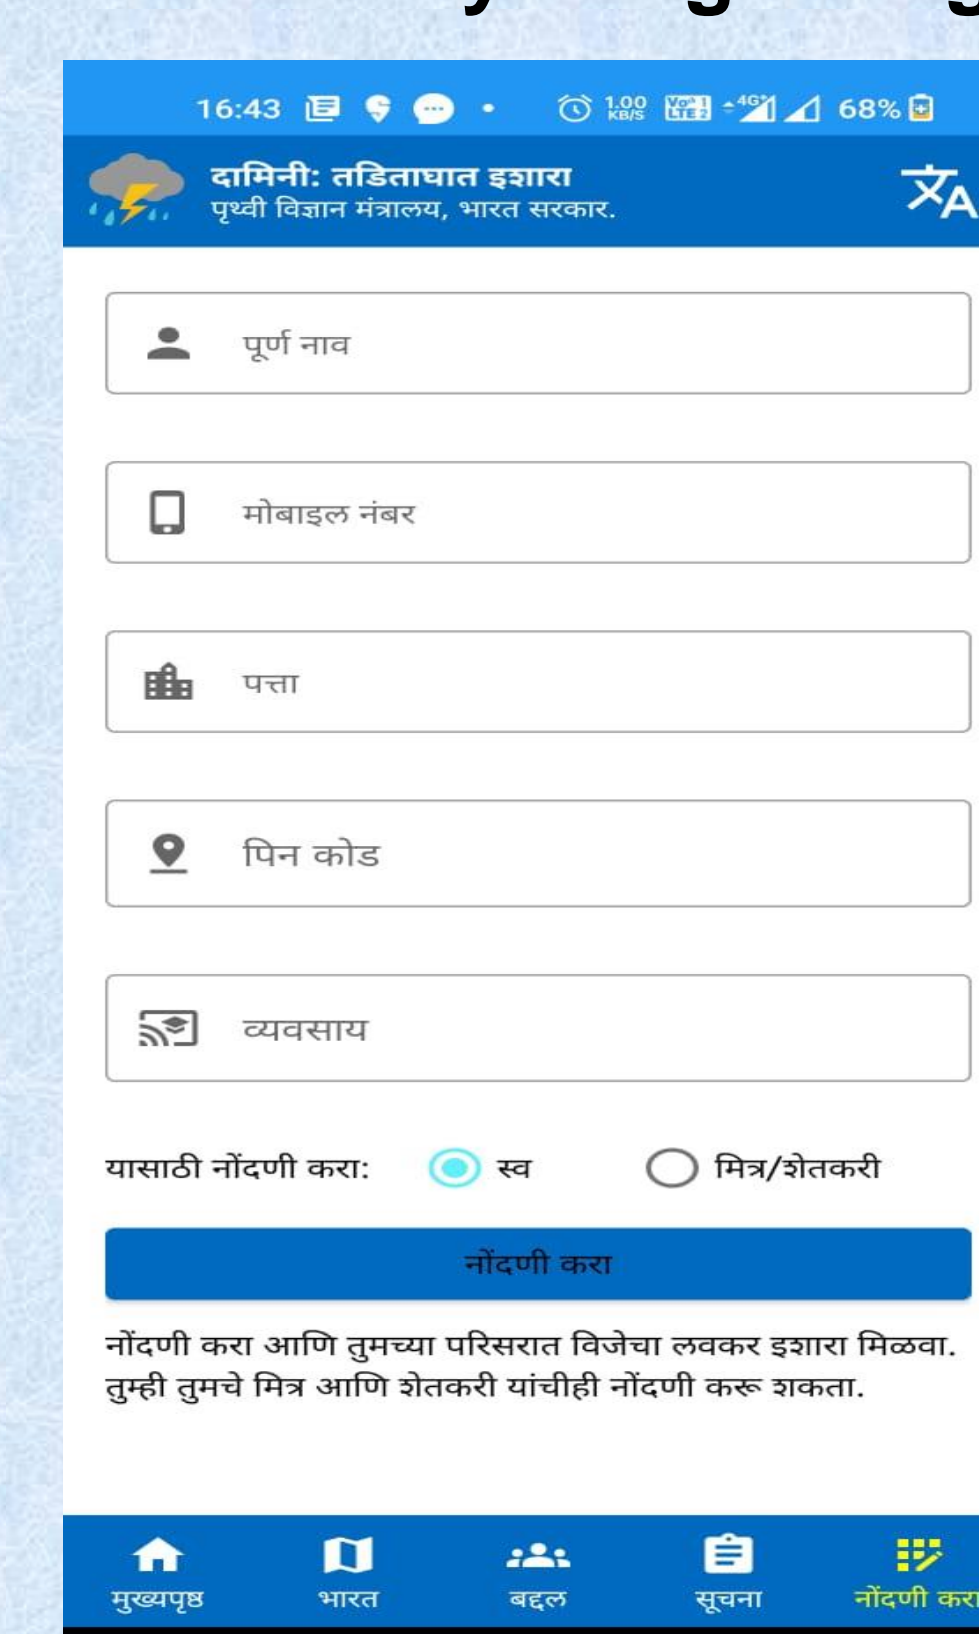 16:43 1.00 KB/S VoLTE2 4G+ 68%
दामिनी: तडिताघात इशारा
पृथ्वी विज्ञान मंत्रालय, भारत सरकार.
पूर्ण नाव
मोबाइल नंबर
पत्ता
पिन कोड
व्यवसाय
यासाठी नोंदणी करा: स्व मित्र/शेतकरी
नोंदणी करा
नोंदणी करा आणि तुमच्या परिसरात विजेचा लवकर इशारा मिळवा.
तुम्ही तुमचे मित्र आणि शेतकरी यांचीही नोंदणी करू शकता.
मुख्यपृष्ठ भारत बद्दल सूचना नोंदणी करा